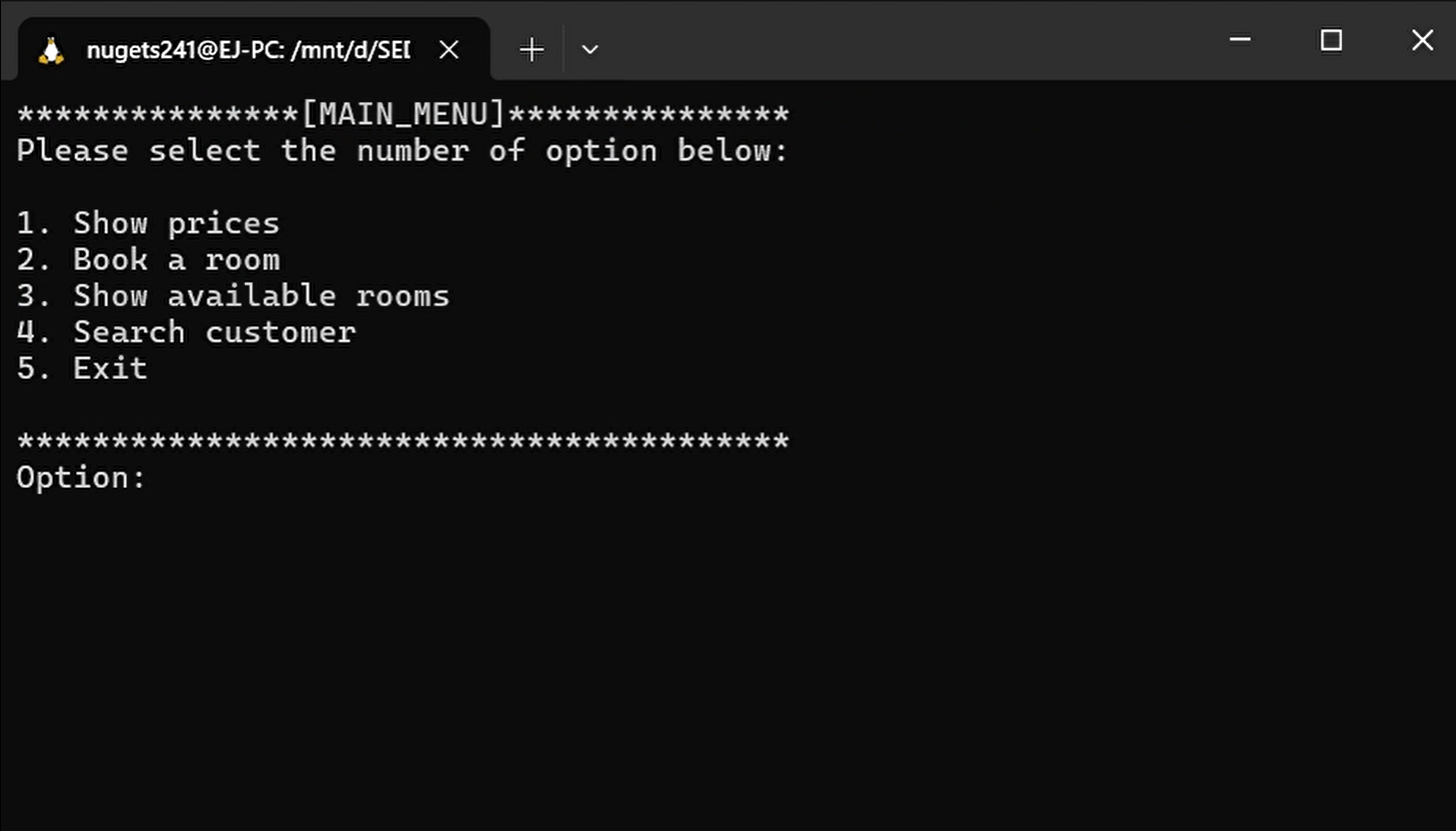 nugets241@EJ-PC: /mnt/d/SE
***************[MAIN_MENU]***************
Please select the number of option below:
1. Show prices
2. Book a room
3. Show available rooms
4. Search customer
5. Exit
*****************************************
Option: